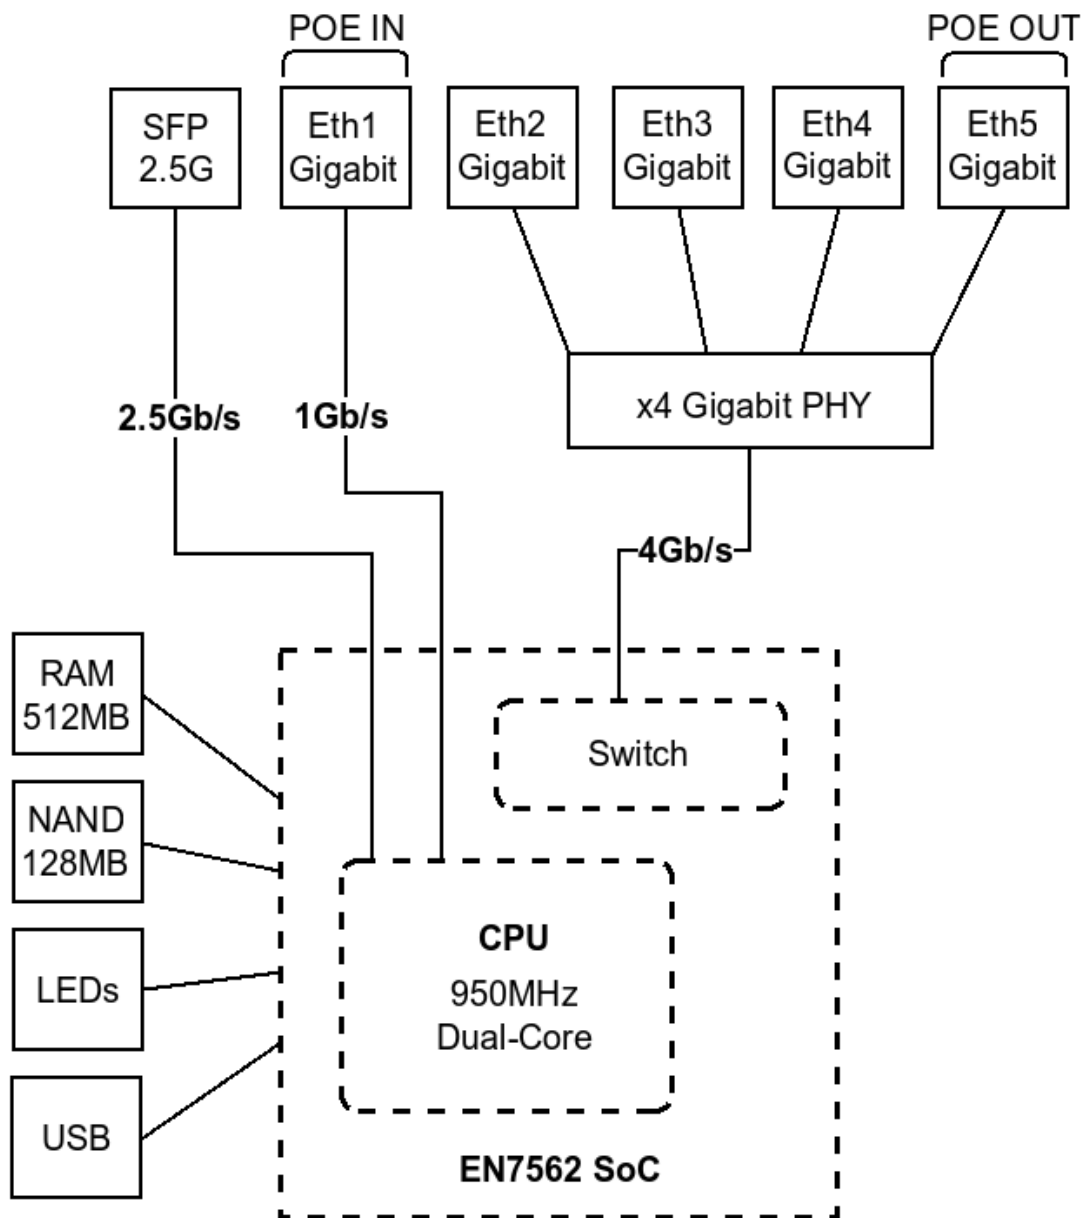 POE IN
POE OUT
SFP
2.5G
Eth1
Gigabit
Eth2
Gigabit
Eth3
Gigabit
Eth4
Gigabit
Eth5
Gigabit
x4 Gigabit PHY
2.5Gb/s
1Gb/s
4Gb/s
RAM
512MB
NAND
128MB
LEDs
USB
Switch
CPU
950MHz
Dual-Core
EN7562 SoC